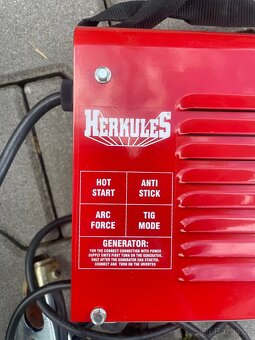 HERKULES
HOT
START
ANTI
STICK
ARC
FORCE
TIG
MODE
GENERATOR:
FOR THE CORRECT CONNECTION WITH POWER
SUPPLY UNITS FIRST TURN ON THE GENERATOR,
ONLY AFTER THE GENERATOR HAS STARTED,
CONNECT AND TURN ON THE INVERTER